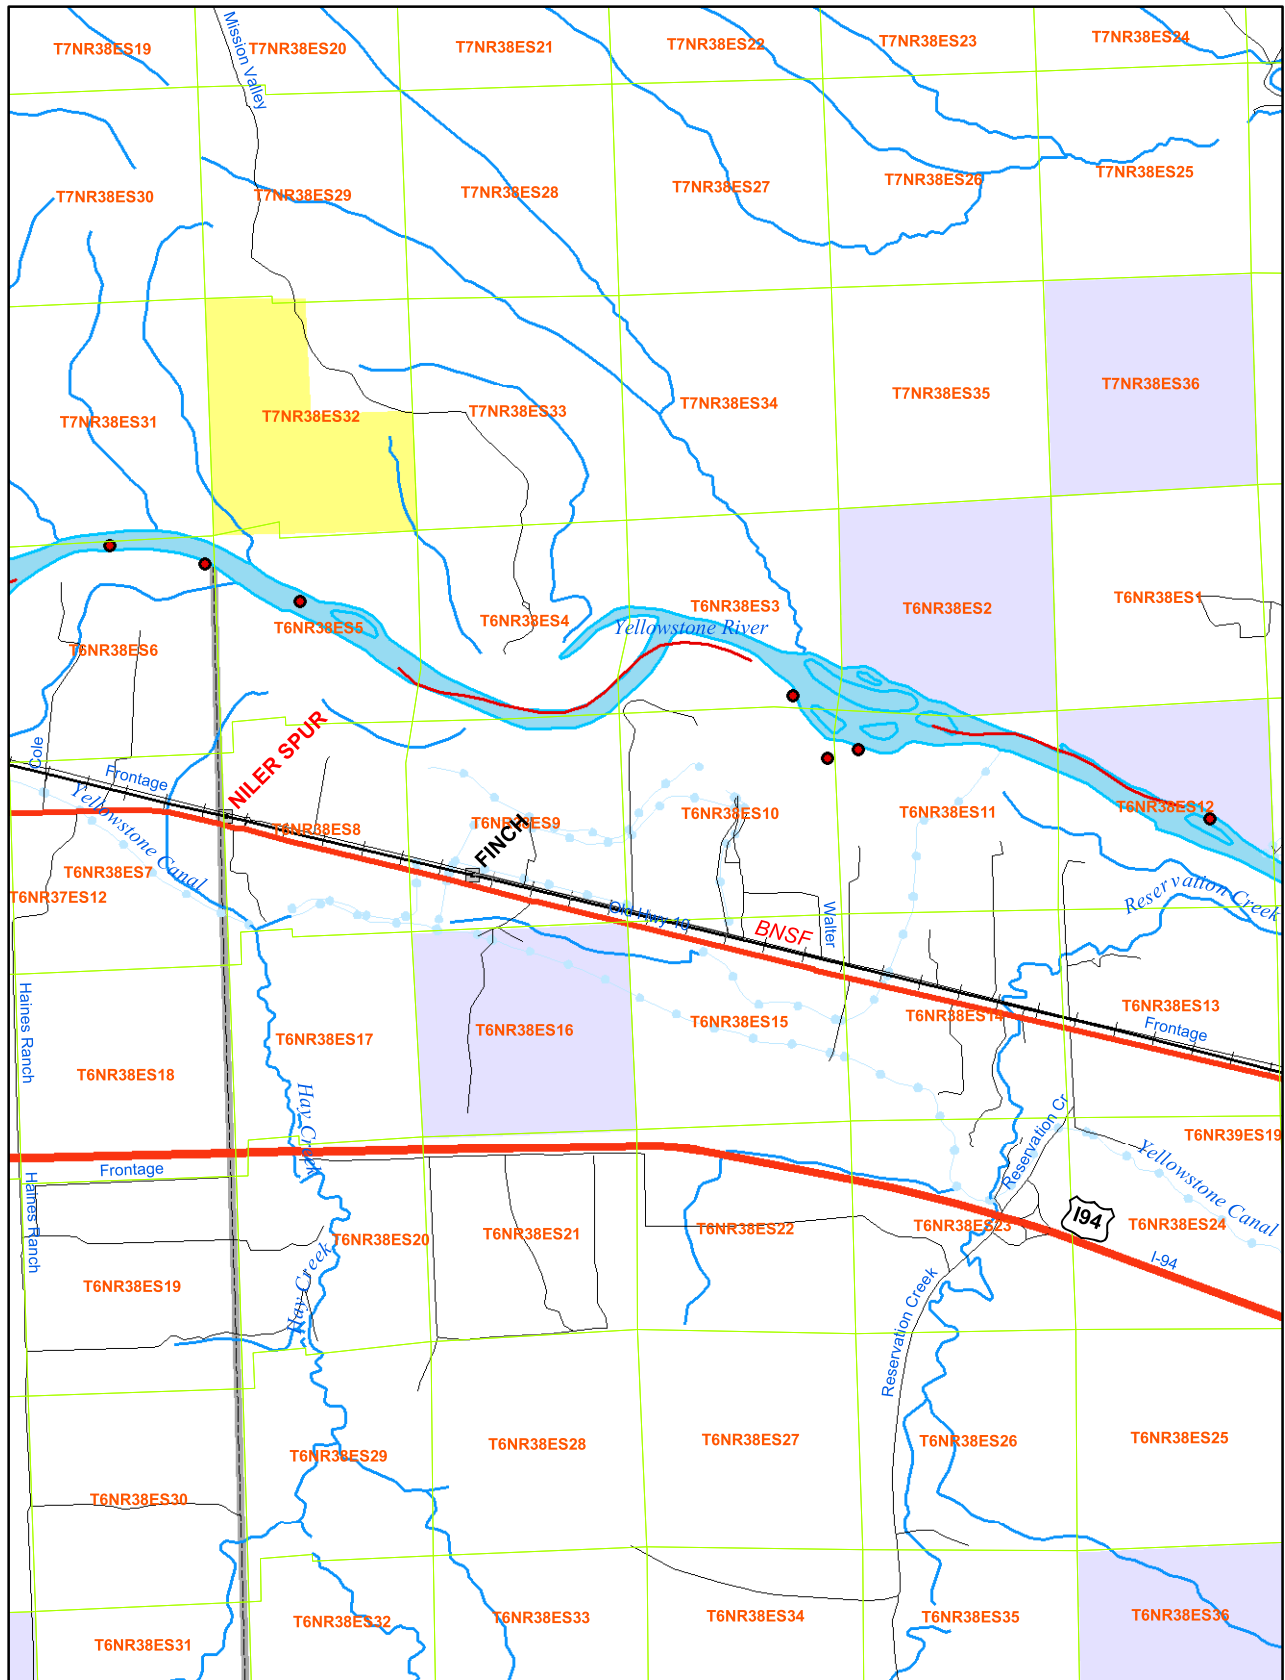 T7NR38ES19
Mission Valley
T7NR38ES20
T7NR38ES21
T7NR38ES22
T7NR38ES23
T7NR38ES24
T7NR38ES30
T7NR38ES29
T7NR38ES28
T7NR38ES27
T7NR38ES26
T7NR38ES25
T7NR38ES31
T7NR38ES32
T7NR38ES33
T7NR38ES34
T7NR38ES35
T7NR38ES36
T6NR38ES6
T6NR38ES5
T6NR38ES4
T6NR38ES3
Yellowstone River
T6NR38ES2
T6NR38ES1
Cole
Frontage
NILER SPUR
Yellowstone Canal
T6NR38ES7
T6NR37ES12
T6NR38ES8
T6NR38ES9
FINCH
T6NR38ES10
T6NR38ES11
T6NR38ES12
Reservation Creek
Old Hwy 10
BNSF
Walter
Haines Ranch
T6NR38ES18
T6NR38ES17
T6NR38ES16
T6NR38ES15
T6NR38ES14
T6NR38ES13
Frontage
Hay Creek
Reservation Cr
T6NR39ES19
Yellowstone Canal
Frontage
Haines Ranch
T6NR38ES19
T6NR38ES20
Hay Creek
T6NR38ES21
T6NR38ES22
T6NR38ES23
I94
T6NR38ES24
I-94
Reservation Creek
T6NR38ES30
T6NR38ES29
T6NR38ES28
T6NR38ES27
T6NR38ES26
T6NR38ES25
T6NR38ES31
T6NR38ES32
T6NR38ES33
T6NR38ES34
T6NR38ES35
T6NR38ES36